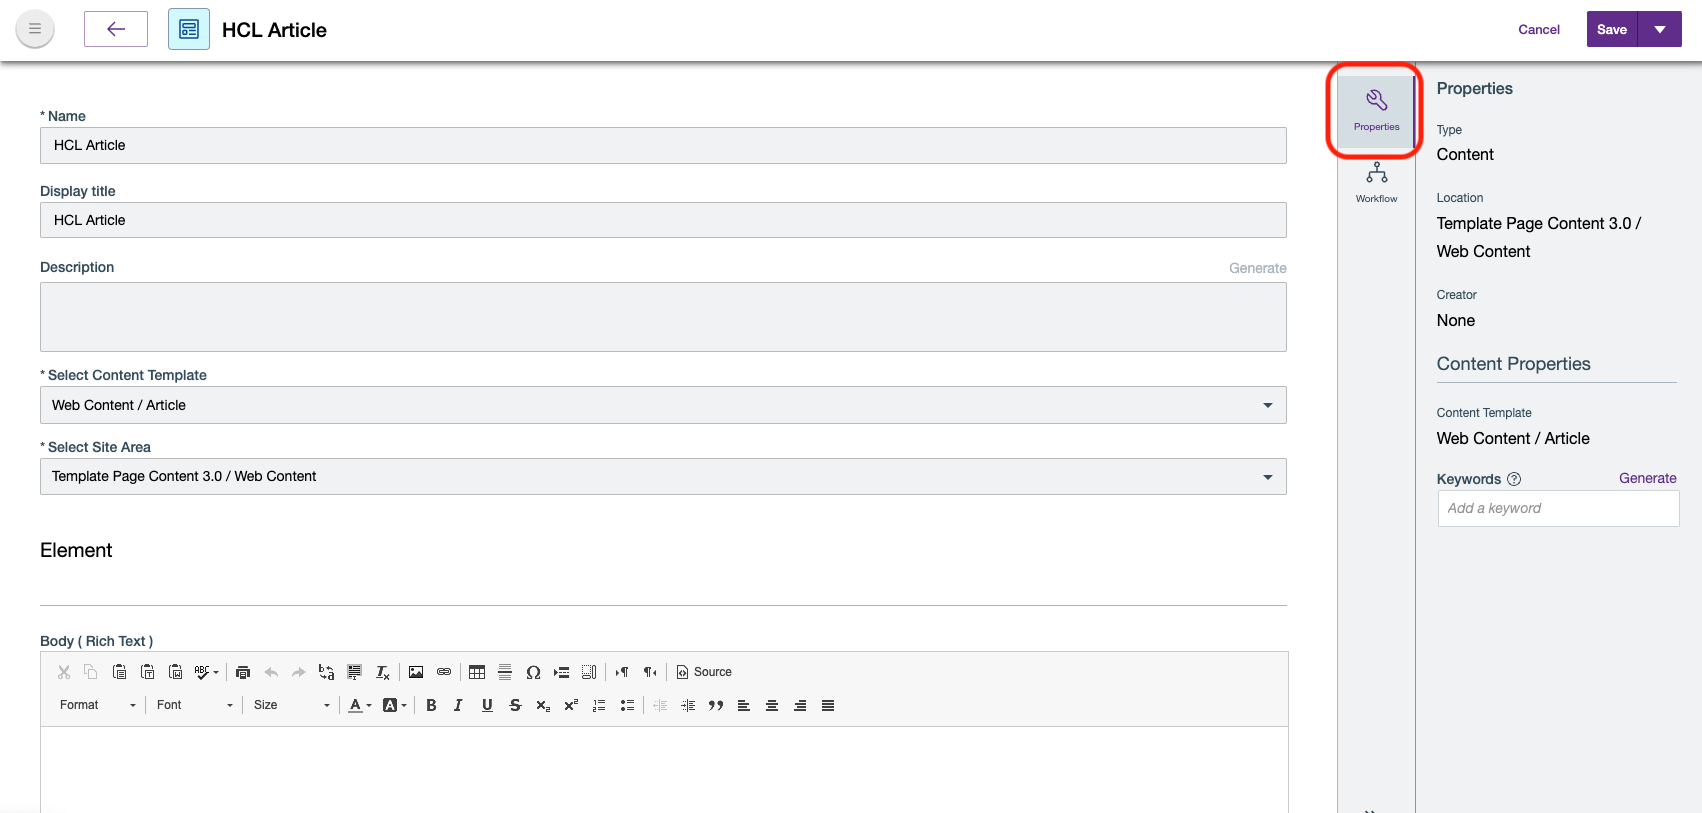 HCL Article
Cancel
Save
* Name
HCL Article
Display title
HCL Article
Description
Generate
* Select Content Template
Web Content / Article
* Select Site Area
Template Page Content 3.0 / Web Content
Element
Body ( Rich Text )
Source
Format
Font
Size
Properties
Workflow
Properties
Type
Content
Location
Template Page Content 3.0 /
Web Content
Creator
None
Content Properties
Content Template
Web Content / Article
Keywords
Generate
Add a keyword